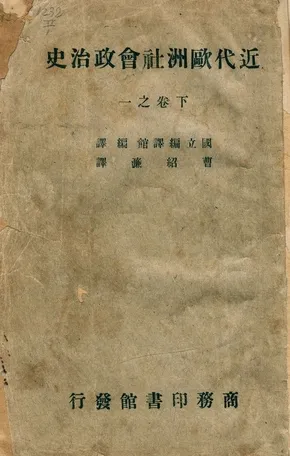 1232
近代歐洲社會政治史
下卷之一
國立編譯館編譯
曹紹濂譯
商務印書館發行